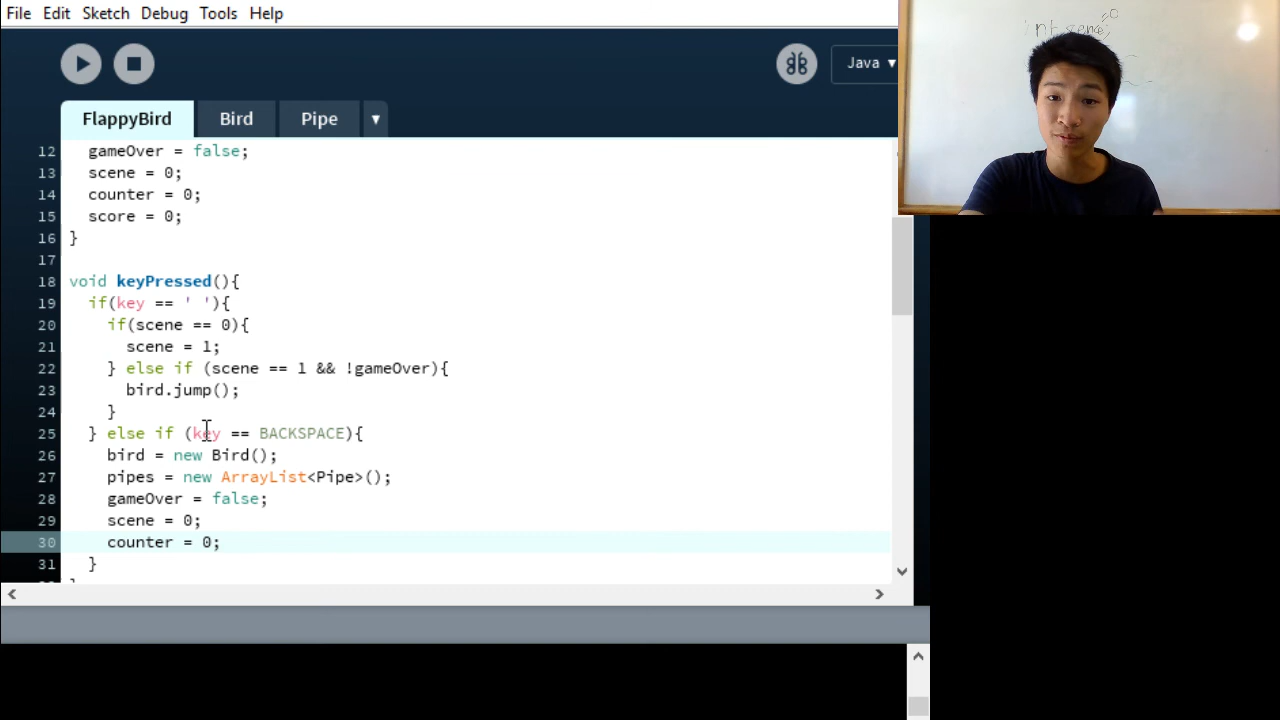 File Edit Sketch Debug Tools Help
Java ▼
FlappyBird Bird Pipe ▼
12 gameOver = false;
13 scene = 0;
14 counter = 0;
15 score = 0;
16 }
17
18 void keyPressed(){
19 if(key == ' '){
20 if(scene == 0){
21 scene = 1;
22 } else if (scene == 1 && !gameOver){
23 bird.jump();
24 }
25 } else if (key == BACKSPACE){
26 bird = new Bird();
27 pipes = new ArrayList<Pipe>();
28 gameOver = false;
29 scene = 0;
30 counter = 0;
31 }
int scene